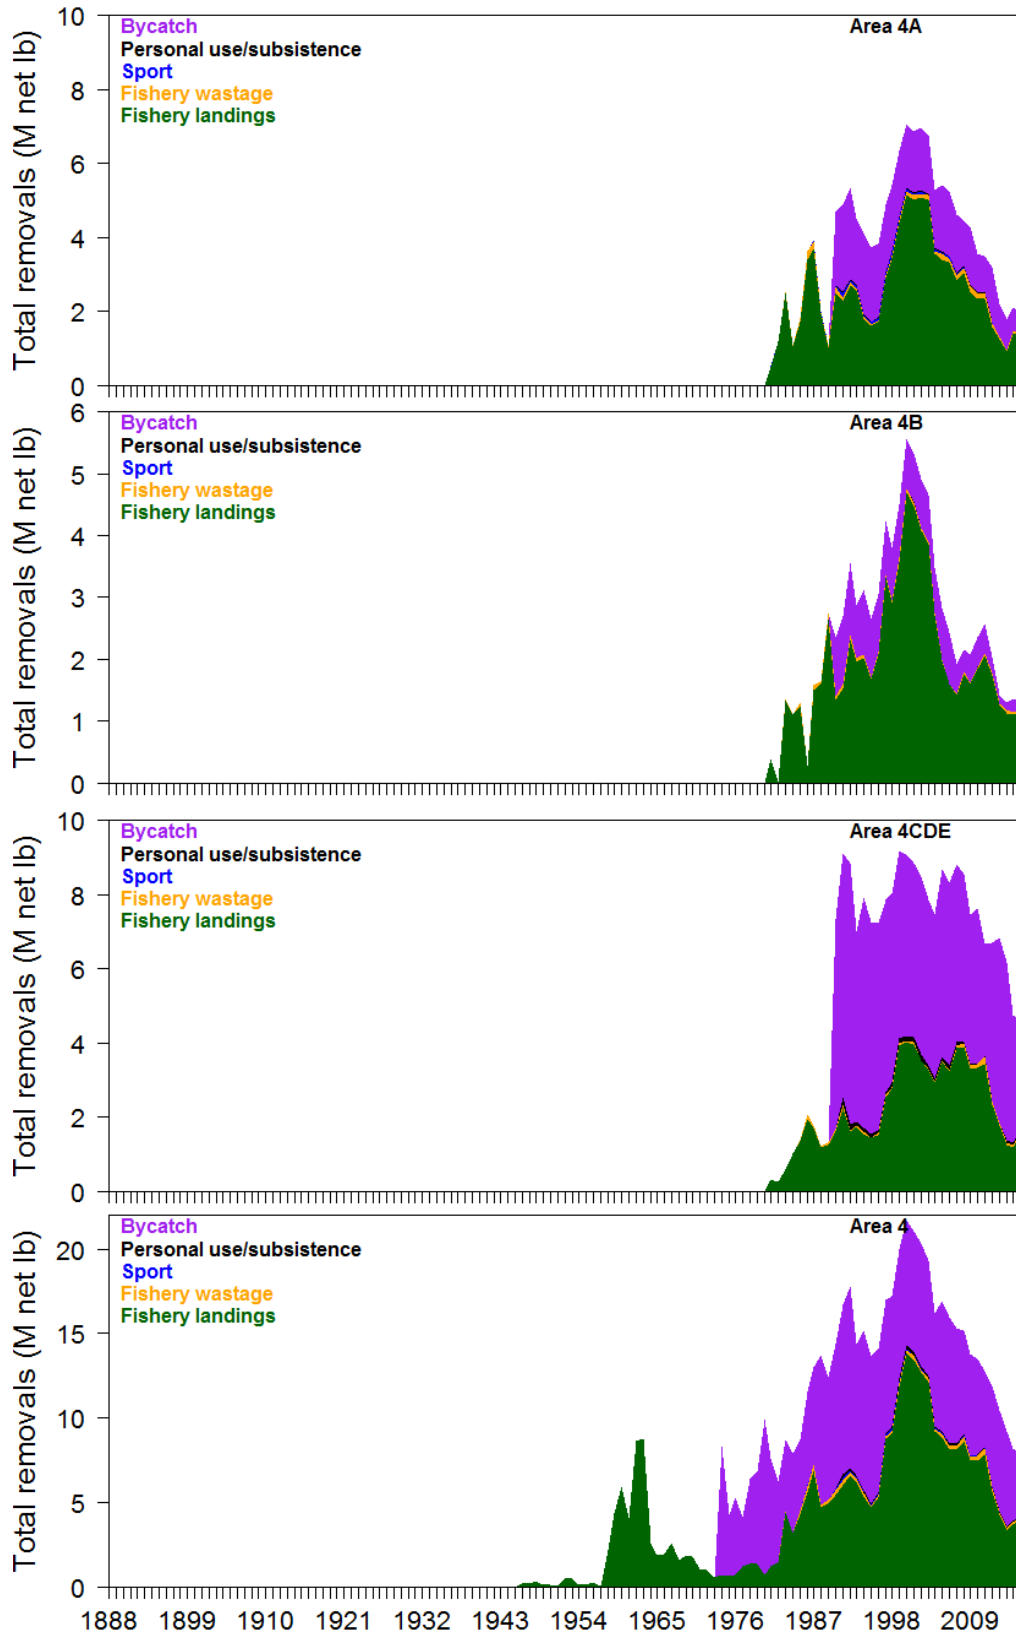 Total removals (M net lb)
10
8
6
4
2
0
Bycatch
Personal use/subsistence
Sport
Fishery wastage
Fishery landings
Area 4A
Total removals (M net lb)
6
5
4
3
2
1
0
Bycatch
Personal use/subsistence
Sport
Fishery wastage
Fishery landings
Area 4B
Total removals (M net lb)
10
8
6
4
2
0
Bycatch
Personal use/subsistence
Sport
Fishery wastage
Fishery landings
Area 4CDE
Total removals (M net lb)
20
15
10
5
0
Bycatch
Personal use/subsistence
Sport
Fishery wastage
Fishery landings
Area 4
1888 1899 1910 1921 1932 1943 1954 1965 1976 1987 1998 2009